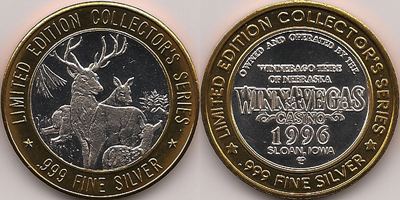 LIMITED EDITION COLLECTOR'S SERIES
.999 FINE SILVER
LIMITED EDITION COLLECTOR'S SERIES
OWNED AND OPERATED BY THE
WINNEBAGO TRIBE
OF NEBRASKA
WINNAVEGAS
CASINO
1996
SLOAN, IOWA
.999 FINE SILVER